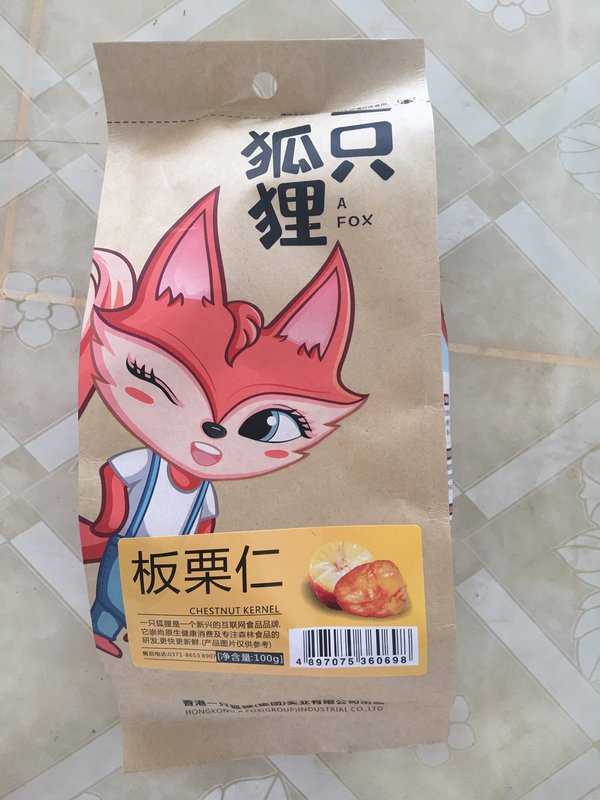 一只
狐狸
A
FOX
板栗仁
CHESTNUT KERNEL
一只狐狸是一个新兴的互联网食品品牌,
它崇尚原生健康消费及专注森林食品的
研发,更快更新鲜.(产品图片仅供参考)
售后电话:0371-8653 8907
净含量:100g
4 897075 360698
香港一只狐狸(集团)实业有限公司出品
HONGKONG A FOX(GROUP)INDUSTRIAL CO.,LTD